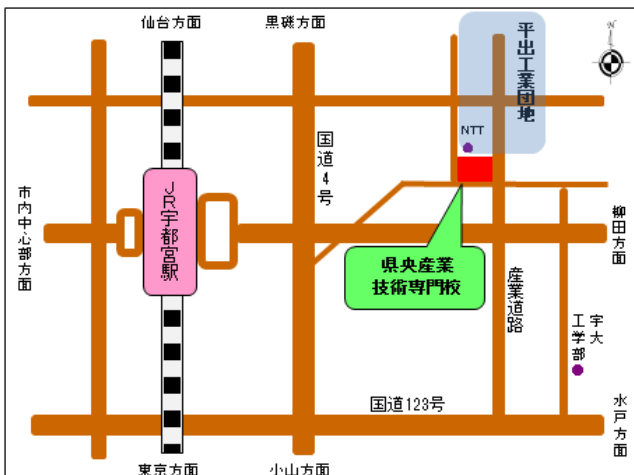 仙台方面
黒磯方面
平出工業団地
N
NTT
国道4号
市内中心部方面
JR宇都宮駅
柳田方面
県央産業
技術専門校
産業道路
宇大
工学部
国道123号
水戸方面
東京方面
小山方面